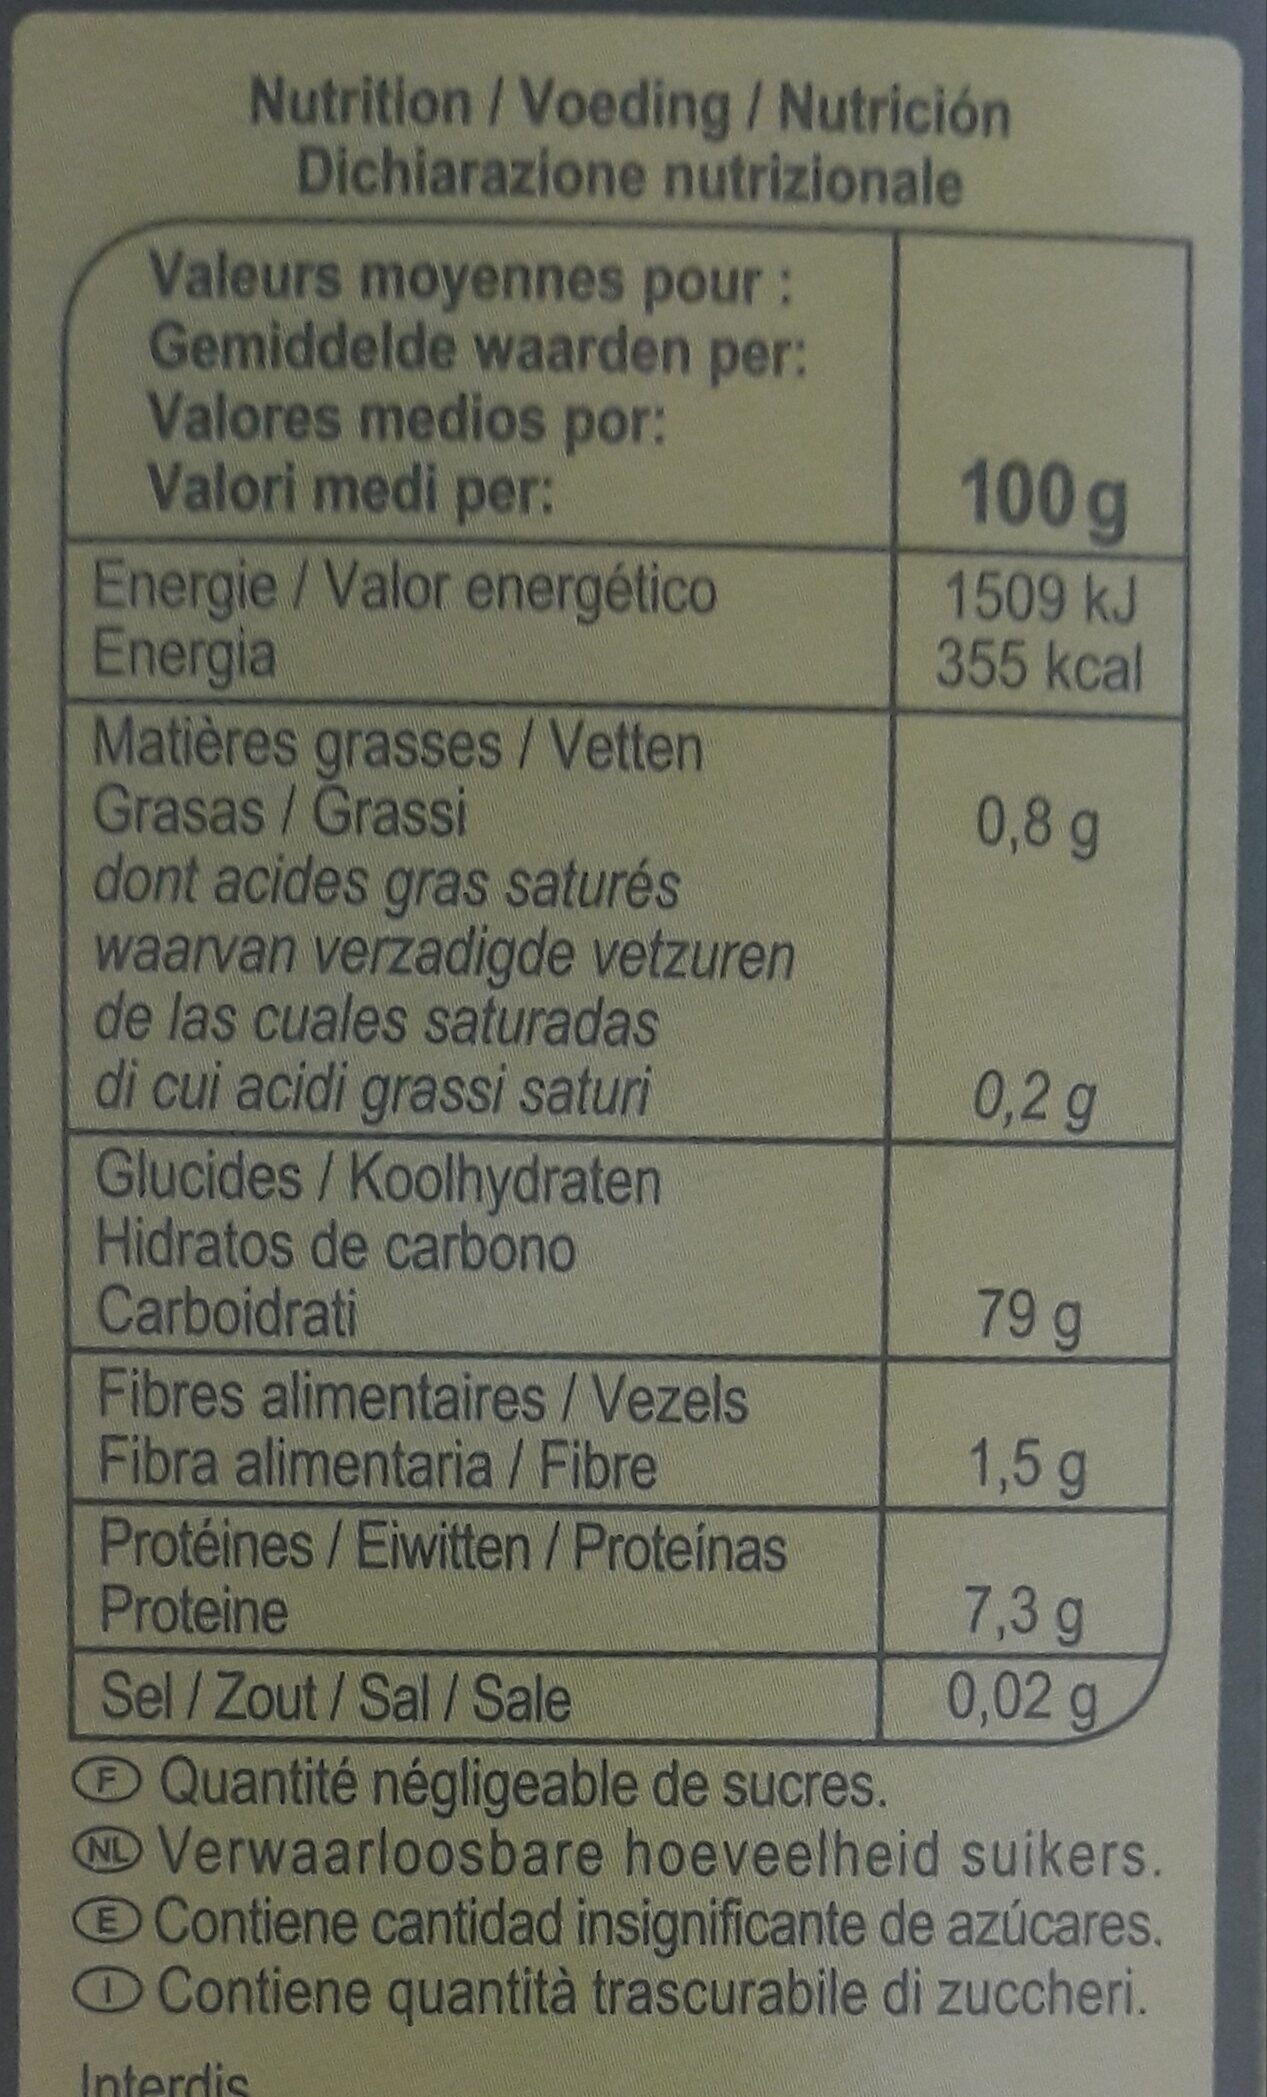 Nutrition / Voeding / Nutrición
Dichiarazione nutrizionale
Valeurs moyennes pour :
Gemiddelde waarden per:
Valores medios por:
Valori medi per:
100 g
Energie / Valor energético
Energia
1509 kJ
355 kcal
Matières grasses / Vetten
Grasas / Grassi
0,8 g
dont acides gras saturés
waarvan verzadigde vetzuren
de las cuales saturadas
di cui acidi grassi saturi
0,2 g
Glucides / Koolhydraten
Hidratos de carbono
Carboidrati
79 g
Fibres alimentaires / Vezels
Fibra alimentaria / Fibre
1,5 g
Protéines / Eiwitten / Proteínas
Proteine
7,3 g
Sel / Zout / Sal / Sale
0,02 g
F Quantité négligeable de sucres.
NL Verwaarloosbare hoeveelheid suikers.
E Contiene cantidad insignificante de azúcares.
I Contiene quantità trascurabile di zuccheri.
Interdis